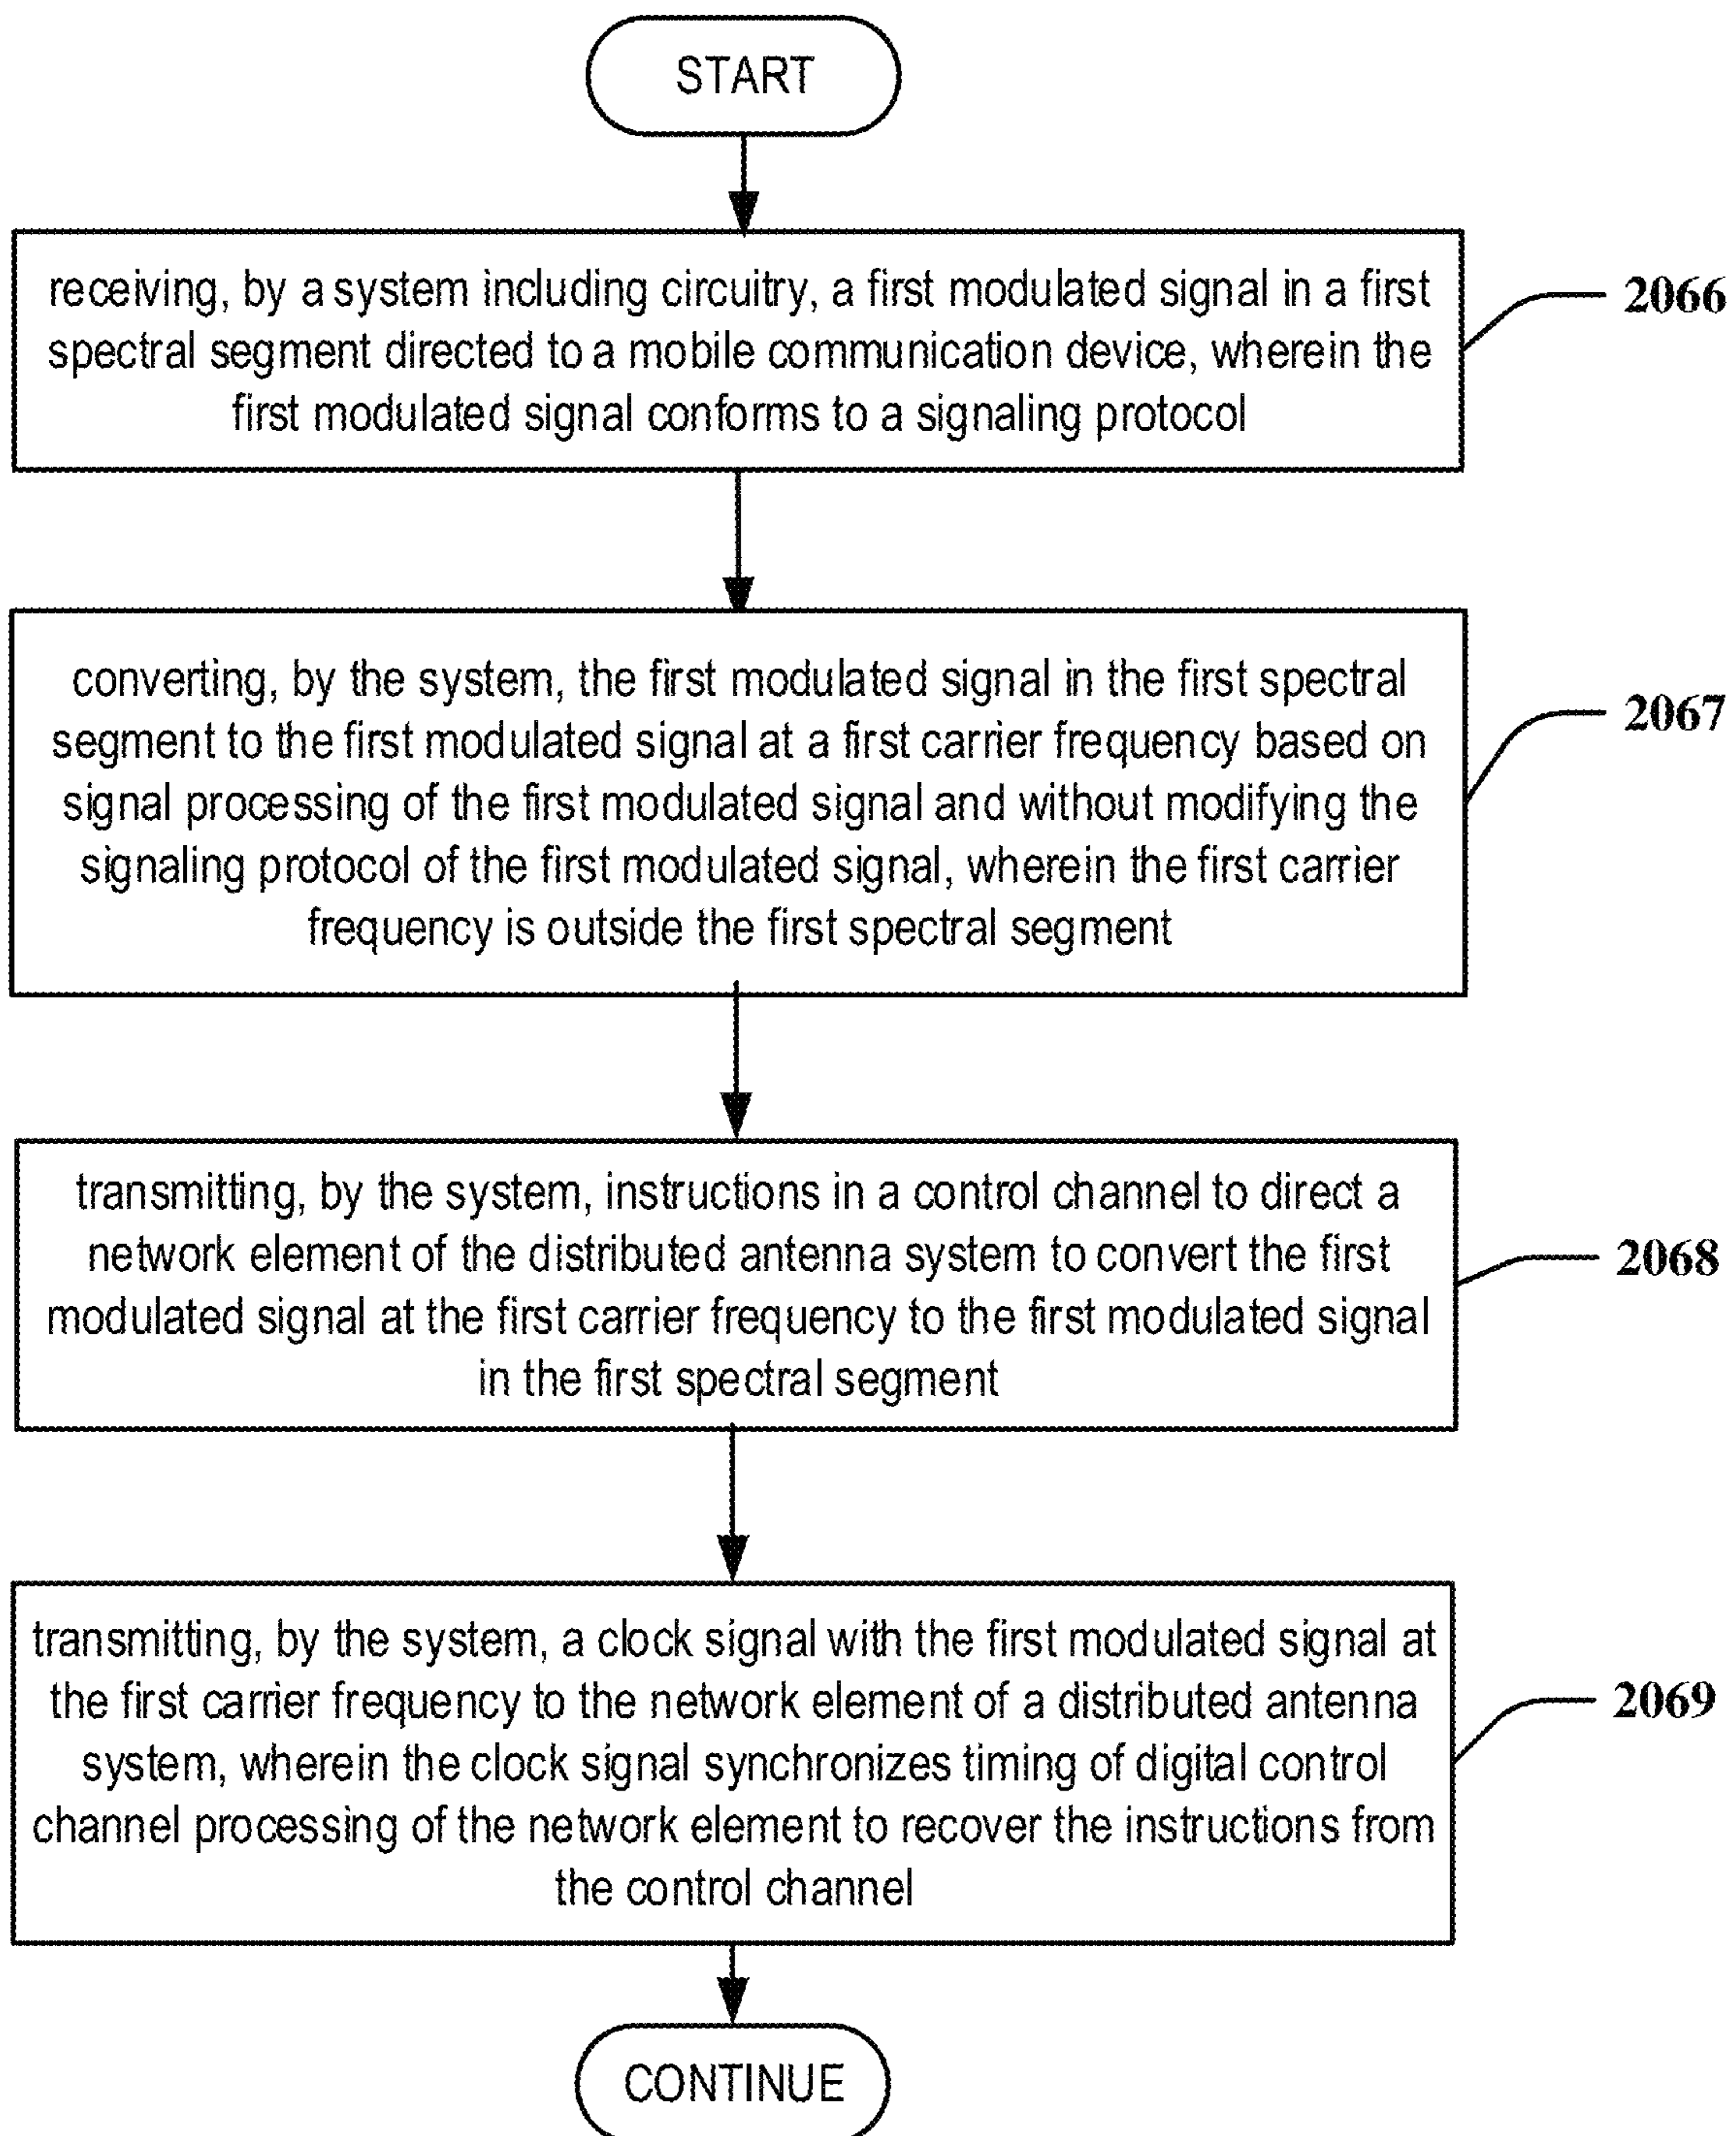 START
receiving, by a system including circuitry, a first modulated signal in a first
spectral segment directed to a mobile communication device, wherein the
first modulated signal conforms to a signaling protocol
2066
converting, by the system, the first modulated signal in the first spectral
segment to the first modulated signal at a first carrier frequency based on
signal processing of the first modulated signal and without modifying the
signaling protocol of the first modulated signal, wherein the first carrier
frequency is outside the first spectral segment
2067
transmitting, by the system, instructions in a control channel to direct a
network element of the distributed antenna system to convert the first
modulated signal at the first carrier frequency to the first modulated signal
in the first spectral segment
2068
transmitting, by the system, a clock signal with the first modulated signal at
the first carrier frequency to the network element of a distributed antenna
system, wherein the clock signal synchronizes timing of digital control
channel processing of the network element to recover the instructions from
the control channel
2069
CONTINUE